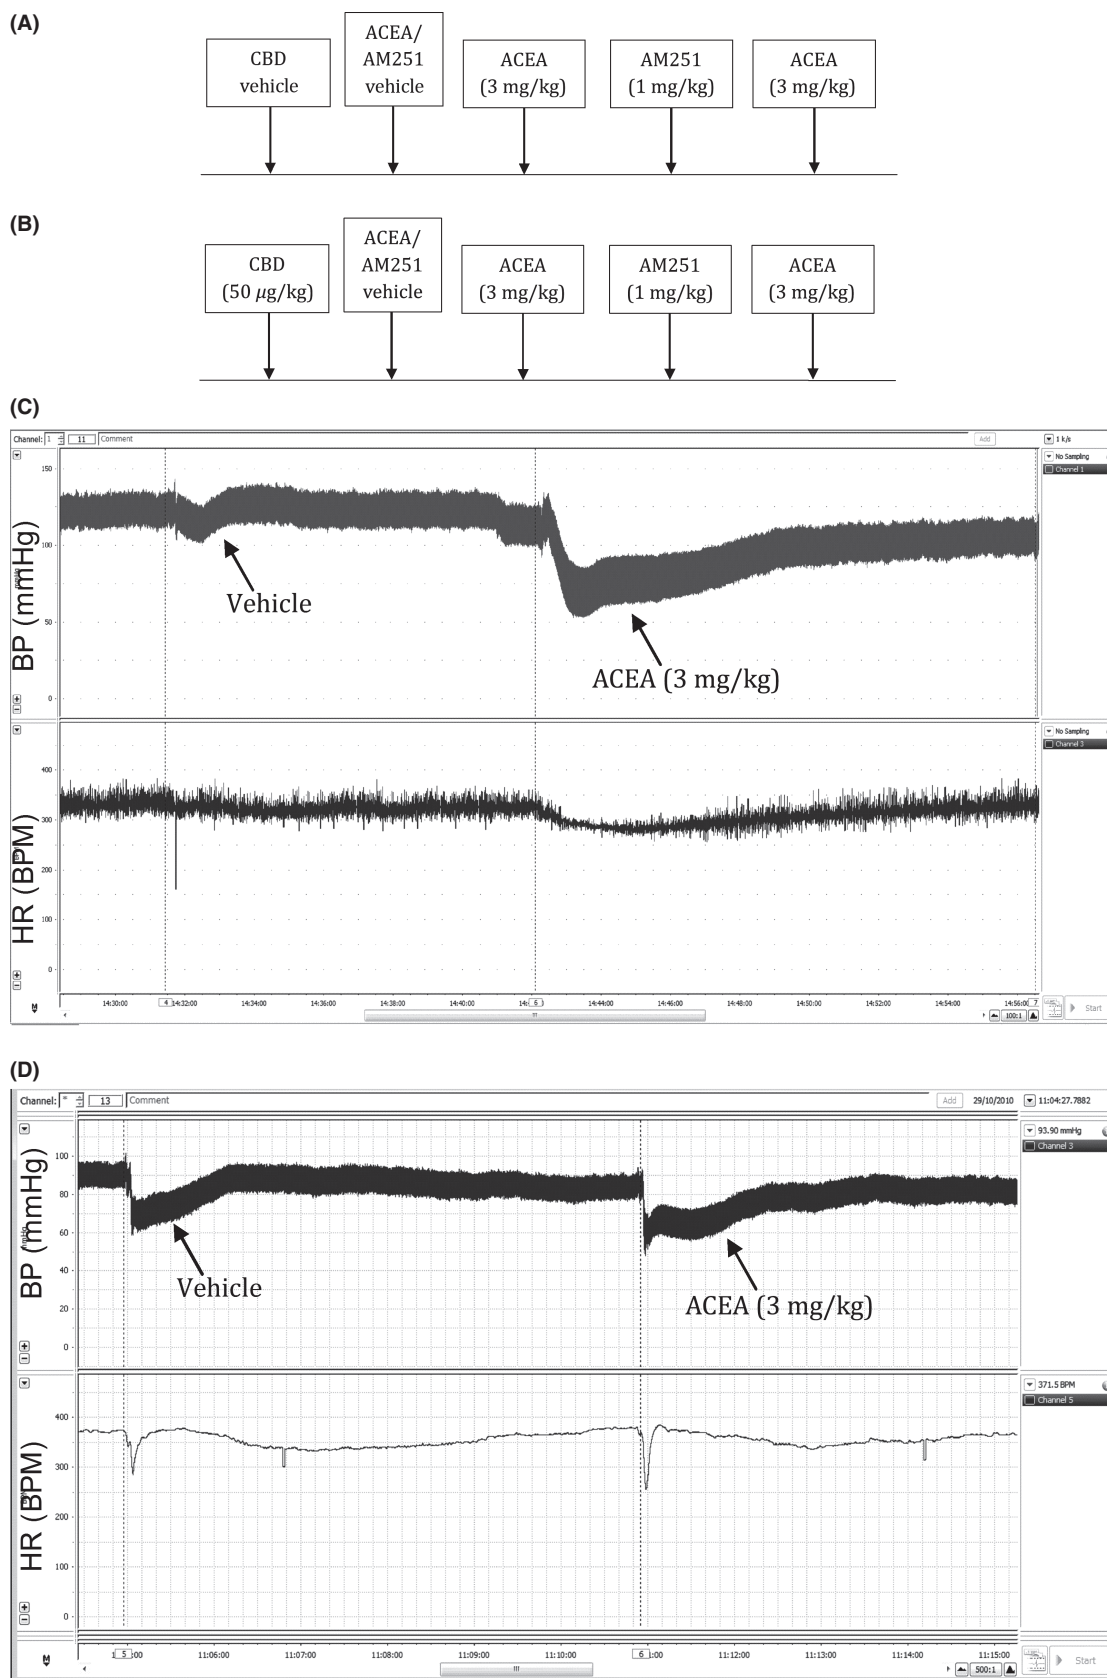 (A)
CBD
vehicle
ACEA/
AM251
vehicle
ACEA
(3 mg/kg)
AM251
(1 mg/kg)
ACEA
(3 mg/kg)
(B)
CBD
(50 µg/kg)
ACEA/
AM251
vehicle
ACEA
(3 mg/kg)
AM251
(1 mg/kg)
ACEA
(3 mg/kg)
(C)
Channel: 1 11 Comment Add 1 k/s
No Sampling
Channel 1
BP (mmHg)
150
100
50
0
Vehicle
ACEA (3 mg/kg)
No Sampling
Channel 3
HR (BPM)
400
300
200
100
0
14:30:00 4 14:32:00 14:34:00 14:36:00 14:38:00 14:40:00 5 14:44:00 14:46:00 14:48:00 14:50:00 14:52:00 14:54:00 14:56:00 7
100:1 Start
(D)
Channel: * 13 Comment Add 29/10/2010 11:04:27.7882
93.90 mmHg
Channel 3
BP (mmHg)
100
80
60
40
20
0
Vehicle
ACEA (3 mg/kg)
371.5 BPM
Channel 5
HR (BPM)
400
300
200
100
0
5 11:06:00 11:07:00 11:08:00 11:09:00 11:10:00 6 11:12:00 11:13:00 11:14:00 11:15:00
500:1 Start